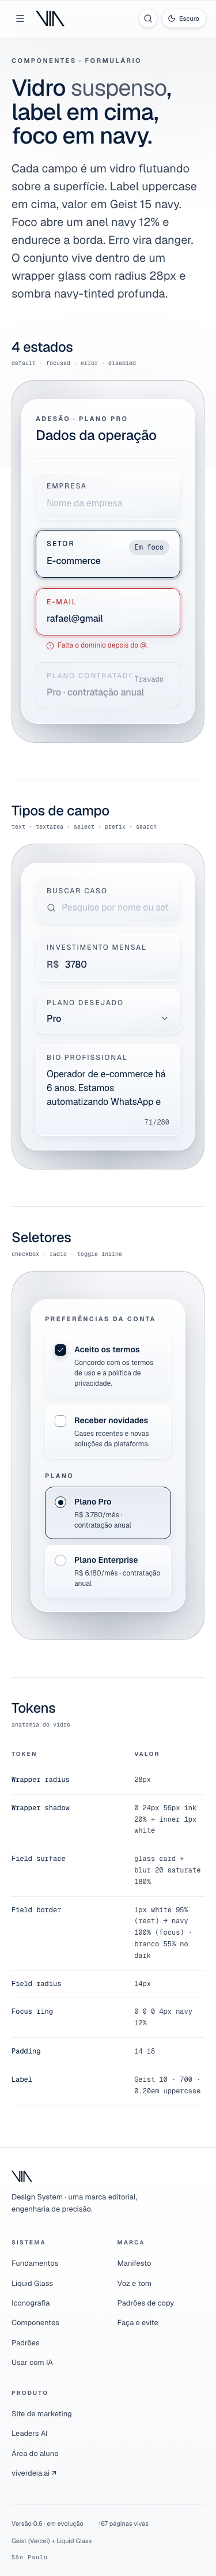 VIA
Escuro
COMPONENTES · FORMULÁRIO
Vidro suspenso,
label em cima,
foco em navy.
Cada campo é um vidro flutuando
sobre a superfície. Label uppercase
em cima, valor em Geist 15 navy.
Foco abre um anel navy 12% e
endurece a borda. Erro vira danger.
O conjunto vive dentro de um
wrapper glass com radius 28px e
sombra navy-tinted profunda.
4 estados
default · focused · error · disabled
ADESÃO · PLANO PRO
Dados da operação
EMPRESA
Nome da empresa
SETOR
Em foco
E-commerce
E-MAIL
rafael@gmail
Falta o domínio depois do @.
PLANO CONTRATADO
Travado
Pro · contratação anual
Tipos de campo
text · textarea · select · prefix · search
BUSCAR CASO
Pesquise por nome ou set
INVESTIMENTO MENSAL
R$ 3780
PLANO DESEJADO
Pro
BIO PROFISSIONAL
Operador de e-commerce há
6 anos. Estamos
automatizando WhatsApp e
71/280
Seletores
checkbox · radio · toggle inline
PREFERÊNCIAS DA CONTA
Aceito os termos
Concordo com os termos
de uso e a política de
privacidade.
Receber novidades
Cases recentes e novas
soluções da plataforma.
PLANO
Plano Pro
R$ 3.780/mês ·
contratação anual
Plano Enterprise
R$ 6.180/mês · contratação
anual
Tokens
anatomia do vidro
TOKEN VALOR
Wrapper radius 28px
Wrapper shadow 0 24px 56px ink
20% + inner 1px
white
Field surface glass card +
blur 20 saturate
180%
Field border 1px white 95%
(rest) → navy
100% (focus) ·
branco 55% no
dark
Field radius 14px
Focus ring 0 0 0 4px navy
12%
Padding 14 18
Label Geist 10 · 700 ·
0.20em uppercase
VIA
Design System · uma marca editorial,
engenharia de precisão.
SISTEMA
Fundamentos
Liquid Glass
Iconografia
Componentes
Padrões
Usar com IA
MARCA
Manifesto
Voz e tom
Padrões de copy
Faça e evite
PRODUTO
Site de marketing
Leaders AI
Área do aluno
viverdeia.ai ↗
Versão 0.6 · em evolução · 167 páginas vivas ·
Geist (Vercel) + Liquid Glass
São Paulo